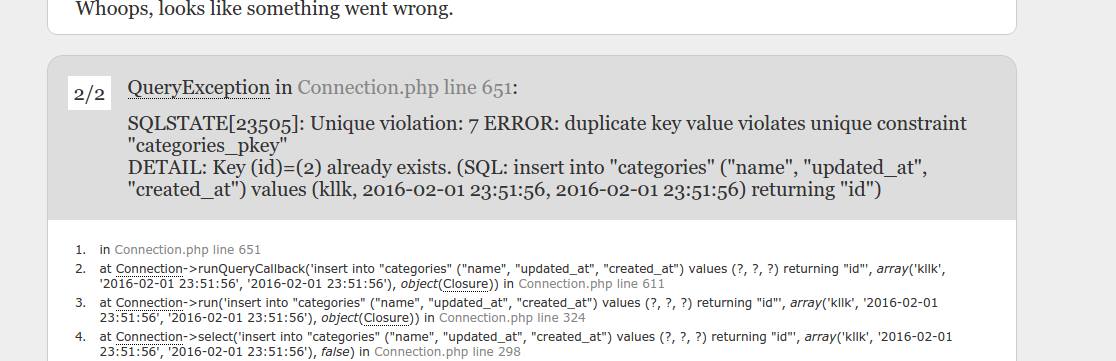 Whoops, looks like something went wrong.
2/2
QueryException in Connection.php line 651:
SQLSTATE[23505]: Unique violation: 7 ERROR: duplicate key value violates unique constraint
"categories_pkey"
DETAIL: Key (id)=(2) already exists. (SQL: insert into "categories" ("name", "updated_at",
"created_at") values (kllk, 2016-02-01 23:51:56, 2016-02-01 23:51:56) returning "id")
1. in Connection.php line 651
2. at Connection->runQueryCallback('insert into "categories" ("name", "updated_at", "created_at") values (?, ?, ?) returning "id"', array('kllk',
'2016-02-01 23:51:56', '2016-02-01 23:51:56'), object(Closure)) in Connection.php line 611
3. at Connection->run('insert into "categories" ("name", "updated_at", "created_at") values (?, ?, ?) returning "id"', array('kllk', '2016-02-01
23:51:56', '2016-02-01 23:51:56'), object(Closure)) in Connection.php line 324
4. at Connection->select('insert into "categories" ("name", "updated_at", "created_at") values (?, ?, ?) returning "id"', array('kllk', '2016-02-01
23:51:56', '2016-02-01 23:51:56'), false) in Connection.php line 298